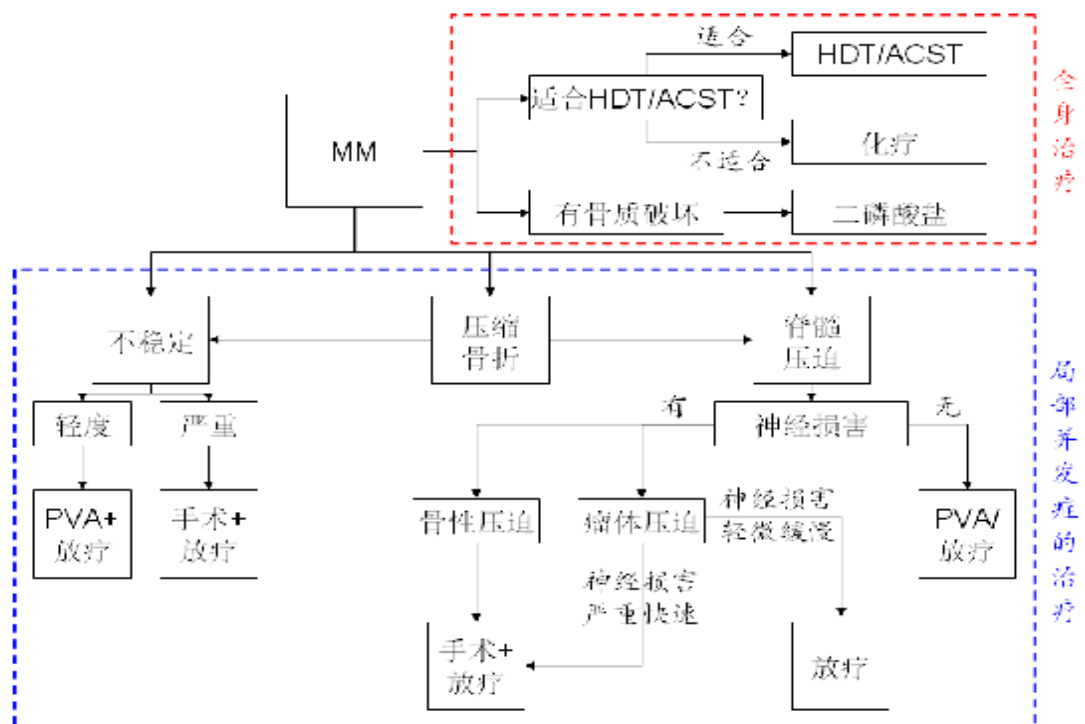 适合
HDT/ACST
适合HDT/ACST?
MM
化疗
不适合
有骨质破坏
二磷酸盐
全身治疗
不稳定
压缩
骨折
脊髓
压迫
轻度
严重
有
神经损害
无
PVA+
放疗
手术+
放疗
骨性压迫
瘤体压迫
神经损害
轻微缓慢
PVA/
放疗
神经损害
严重快速
手术+
放疗
放疗
局部并发症的治疗